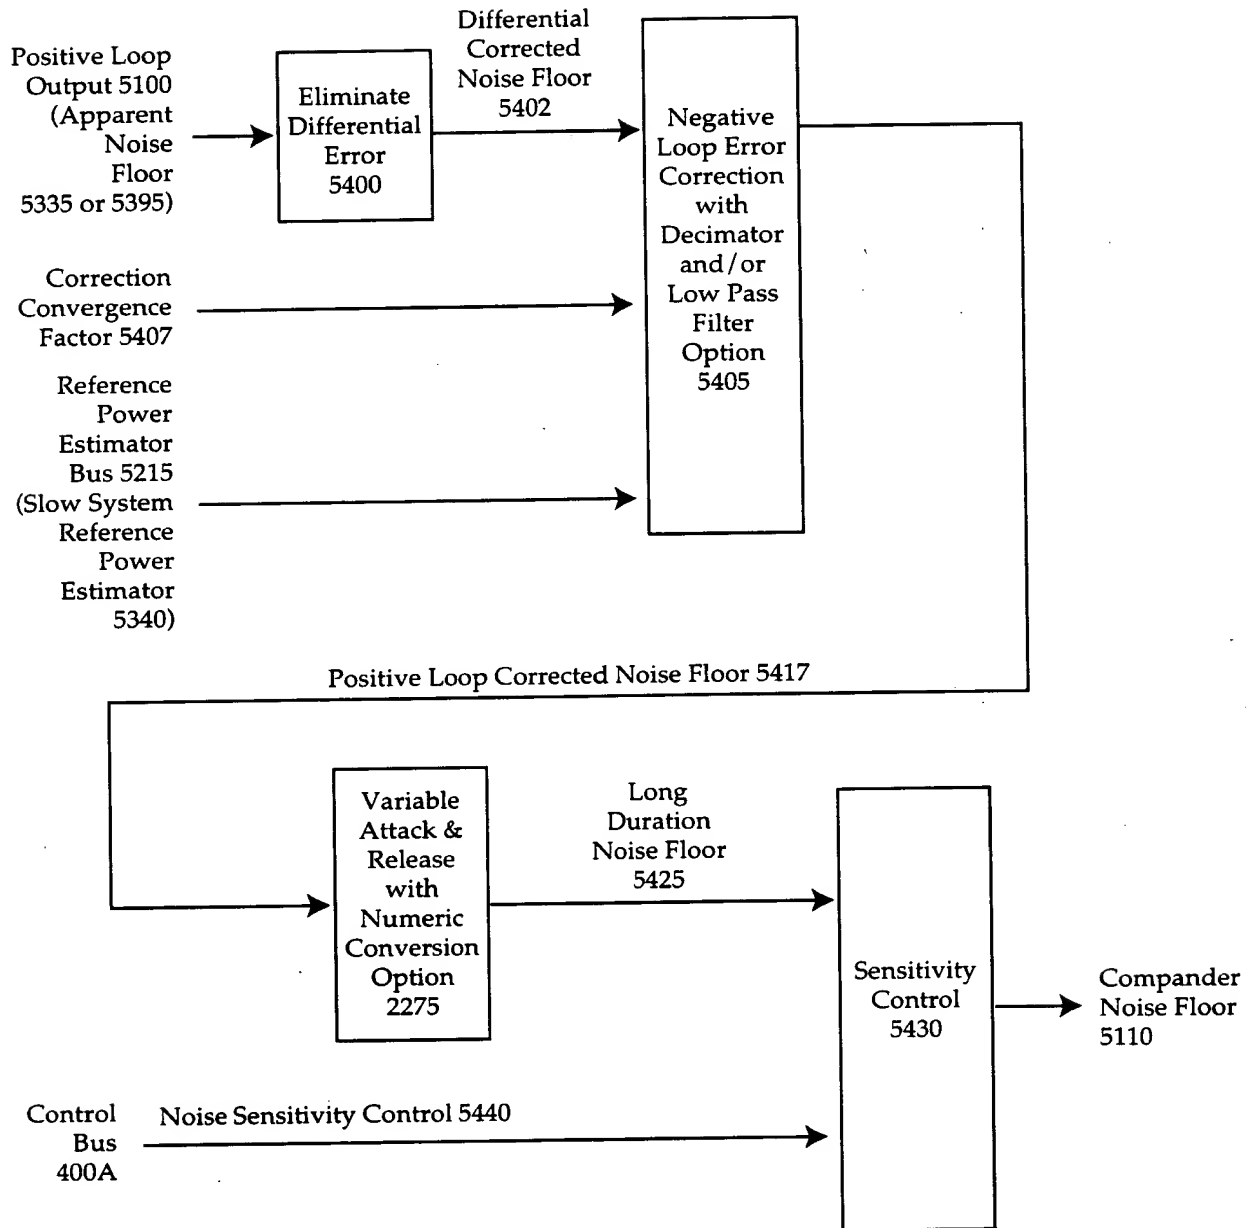 Positive Loop
Output 5100
(Apparent
Noise
Floor
5335 or 5395)
Eliminate
Differential
Error
5400
Differential
Corrected
Noise Floor
5402
Negative
Loop Error
Correction
with
Decimator
and/or
Low Pass
Filter
Option
5405
Correction
Convergence
Factor 5407
Reference
Power
Estimator
Bus 5215
(Slow System
Reference
Power
Estimator
5340)
Positive Loop Corrected Noise Floor 5417
Variable
Attack &
Release
with
Numeric
Conversion
Option
2275
Long
Duration
Noise Floor
5425
Sensitivity
Control
5430
Compander
Noise Floor
5110
Control
Bus
400A
Noise Sensitivity Control 5440